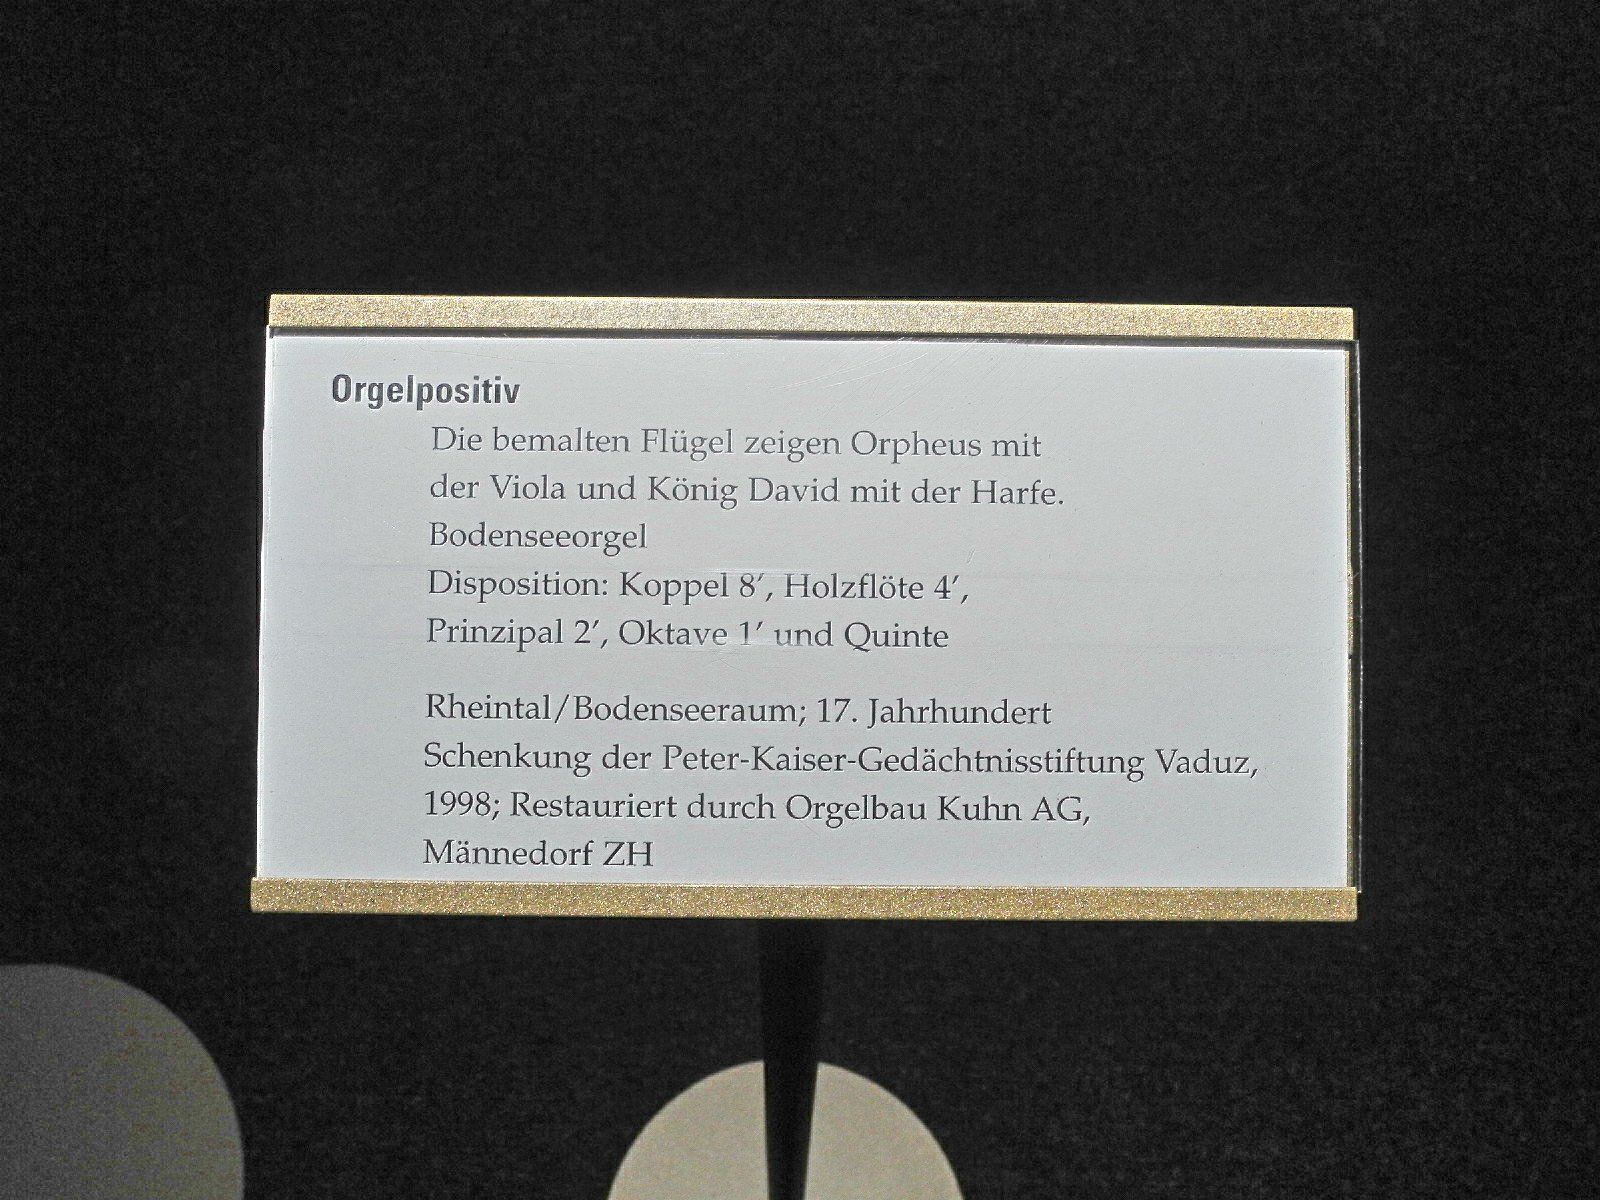 Orgelpositiv
Die bemalten Flügel zeigen Orpheus mit
der Viola und König David mit der Harfe.
Bodenseeorgel
Disposition: Koppel 8′, Holzflöte 4′,
Prinzipal 2′, Oktave 1′ und Quinte
Rheintal/Bodenseeraum; 17. Jahrhundert
Schenkung der Peter-Kaiser-Gedächtnisstiftung Vaduz,
1998; Restauriert durch Orgelbau Kuhn AG,
Männedorf ZH